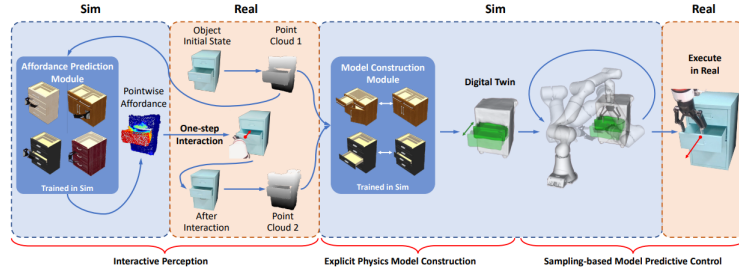 Sim
Real
Sim
Real
Affordance Prediction
Module
Trained in Sim
Pointwise
Affordance
Object
Initial State
Point
Cloud 1
One-step
Interaction
After
Interaction
Point
Cloud 2
Model Construction
Module
Trained in Sim
Digital Twin
Execute
in Real
Interactive Perception
Explicit Physics Model Construction
Sampling-based Model Predictive Control